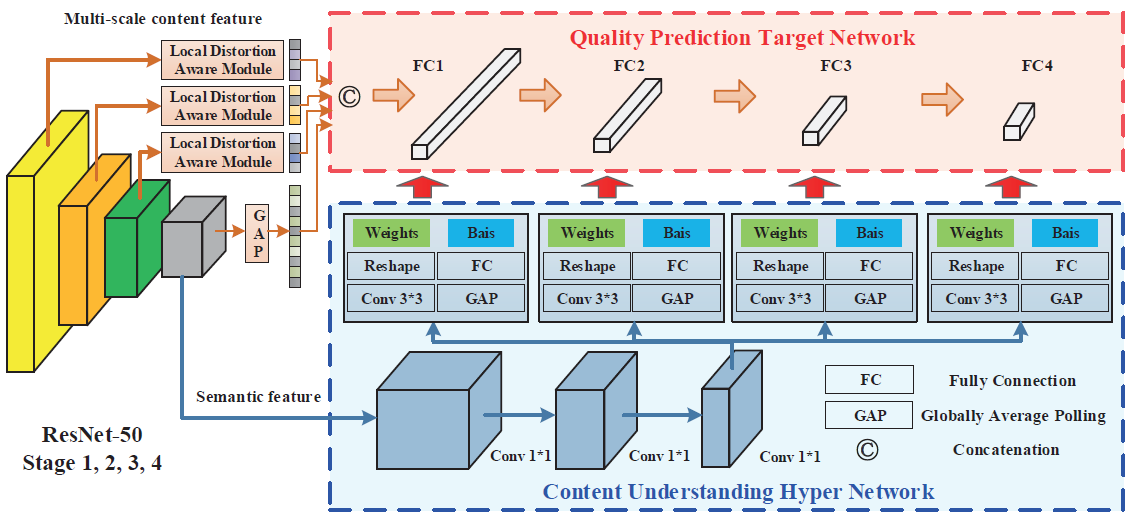 Multi-scale content feature
Local Distortion
Aware Module
Local Distortion
Aware Module
Local Distortion
Aware Module
G
A
P
©
Quality Prediction Target Network
FC1
FC2
FC3
FC4
Weights
Bais
Reshape
FC
Conv 3*3
GAP
Weights
Bais
Reshape
FC
Conv 3*3
GAP
Weights
Bais
Reshape
FC
Conv 3*3
GAP
Weights
Bais
Reshape
FC
Conv 3*3
GAP
Semantic feature
Conv 1*1
Conv 1*1
Conv 1*1
FC
Fully Connection
GAP
Globally Average Polling
©
Concatenation
ResNet-50
Stage 1, 2, 3, 4
Content Understanding Hyper Network